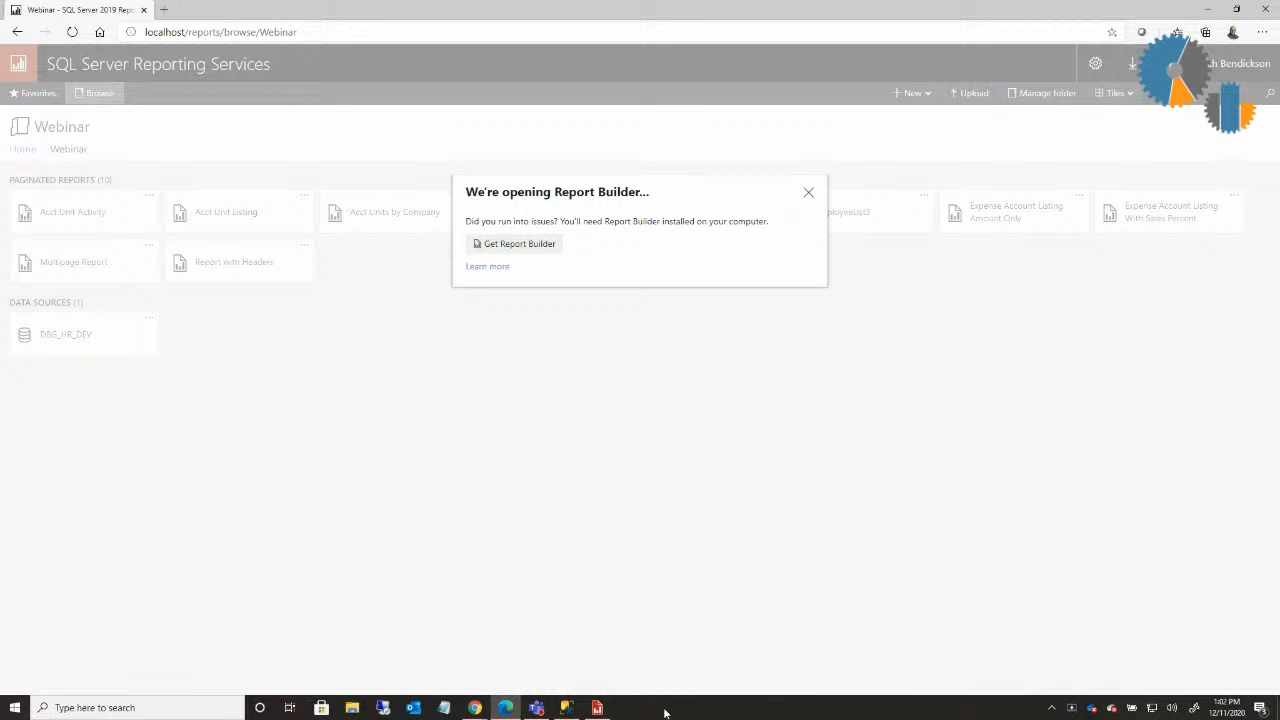 Webinar - SQL Server 2019 Repo
localhost/reports/browse/Webinar
SQL Server Reporting Services
Bendickson
Favorites
Browse
New
Upload
Manage folder
Tiles
Webinar
Home
Webinar
PAGINATED REPORTS (10)
Acct Unit Activity
Acct Unit Listing
Acct Units by Company
Expense Account Listing
Amount Only
Expense Account Listing
With Sales Percent
Multipage Report
Report with Headers
We're opening Report Builder...
Did you run into issues? You'll need Report Builder installed on your computer.
Get Report Builder
Learn more
DATA SOURCES (1)
DBG_HR_DEV
Type here to search
1:02 PM
12/11/2020